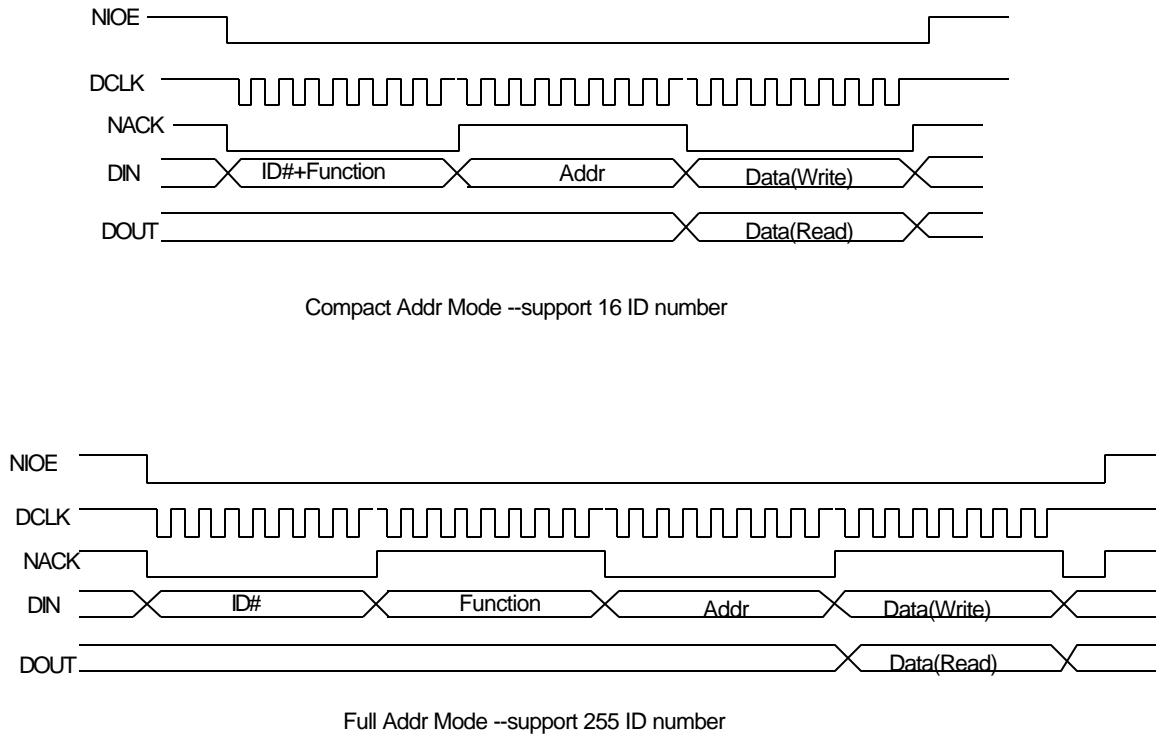 NIOE
DCLK
NACK
DIN ID#+Function Addr Data(Write)
DOUT Data(Read)
Compact Addr Mode --support 16 ID number
NIOE
DCLK
NACK
DIN ID# Function Addr Data(Write)
DOUT Data(Read)
Full Addr Mode --support 255 ID number